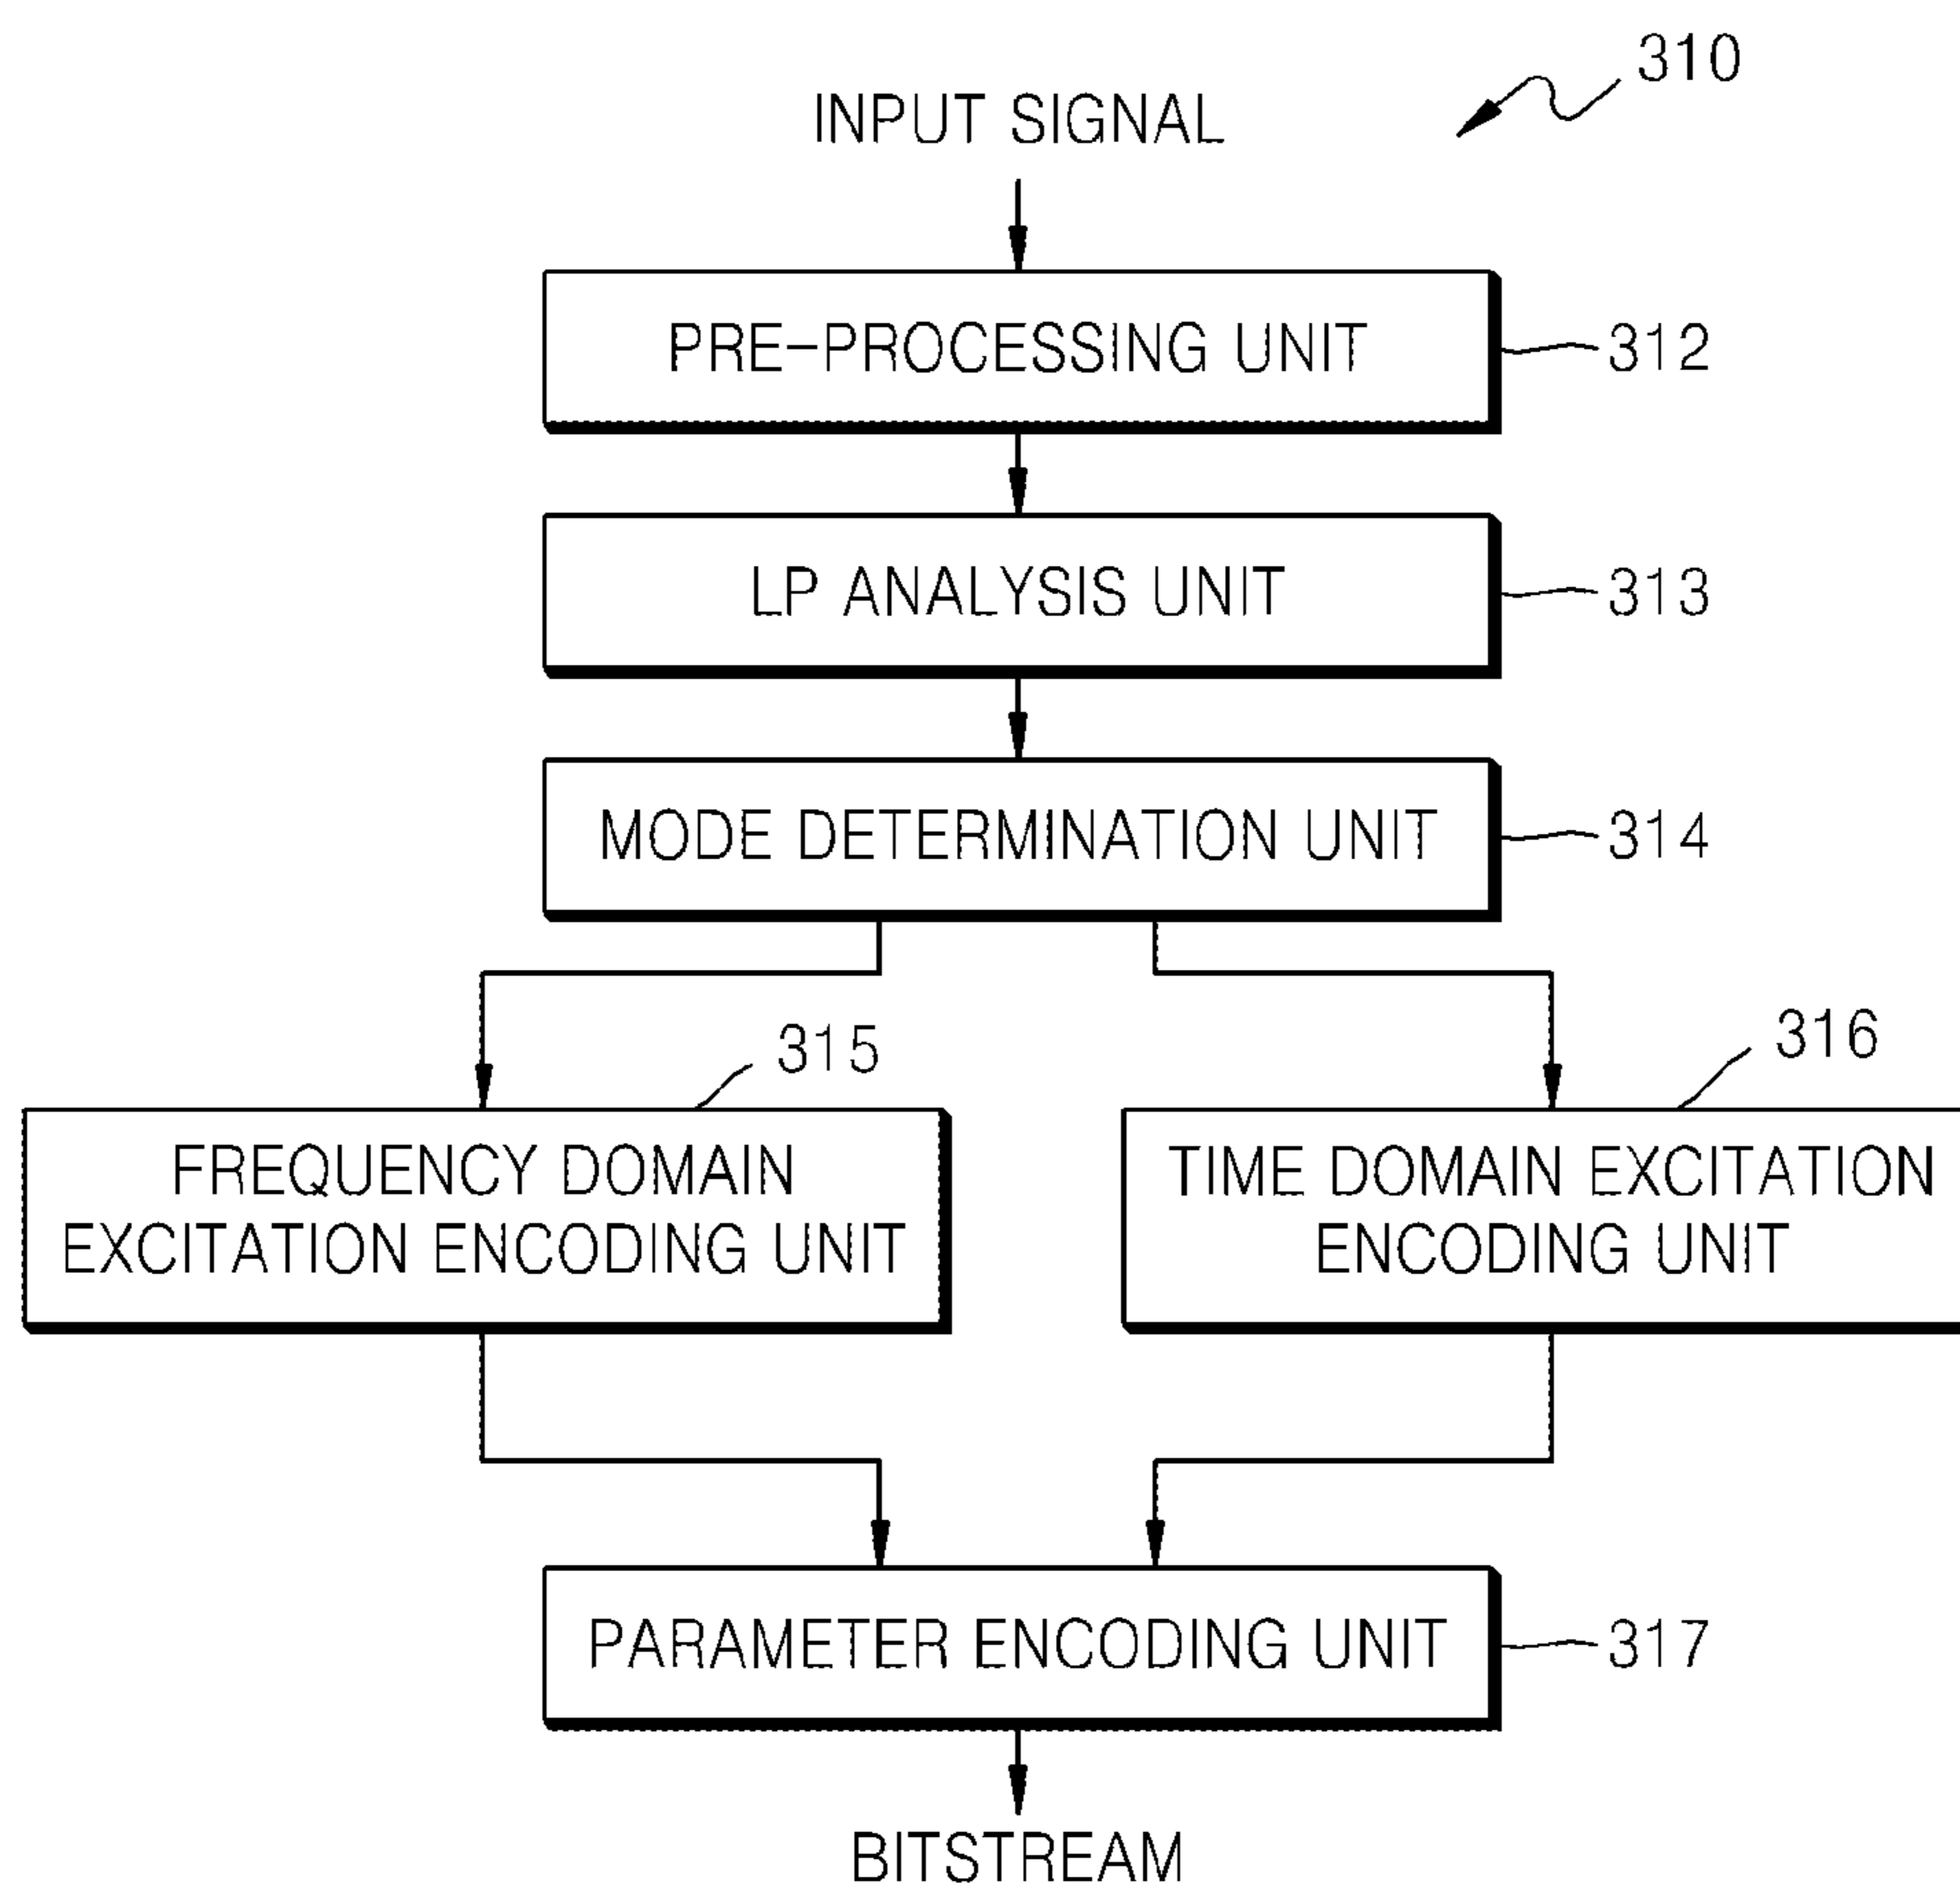 310
INPUT SIGNAL
PRE-PROCESSING UNIT
312
LP ANALYSIS UNIT
313
MODE DETERMINATION UNIT
314
315
316
FREQUENCY DOMAIN
EXCITATION ENCODING UNIT
TIME DOMAIN EXCITATION
ENCODING UNIT
PARAMETER ENCODING UNIT
317
BITSTREAM